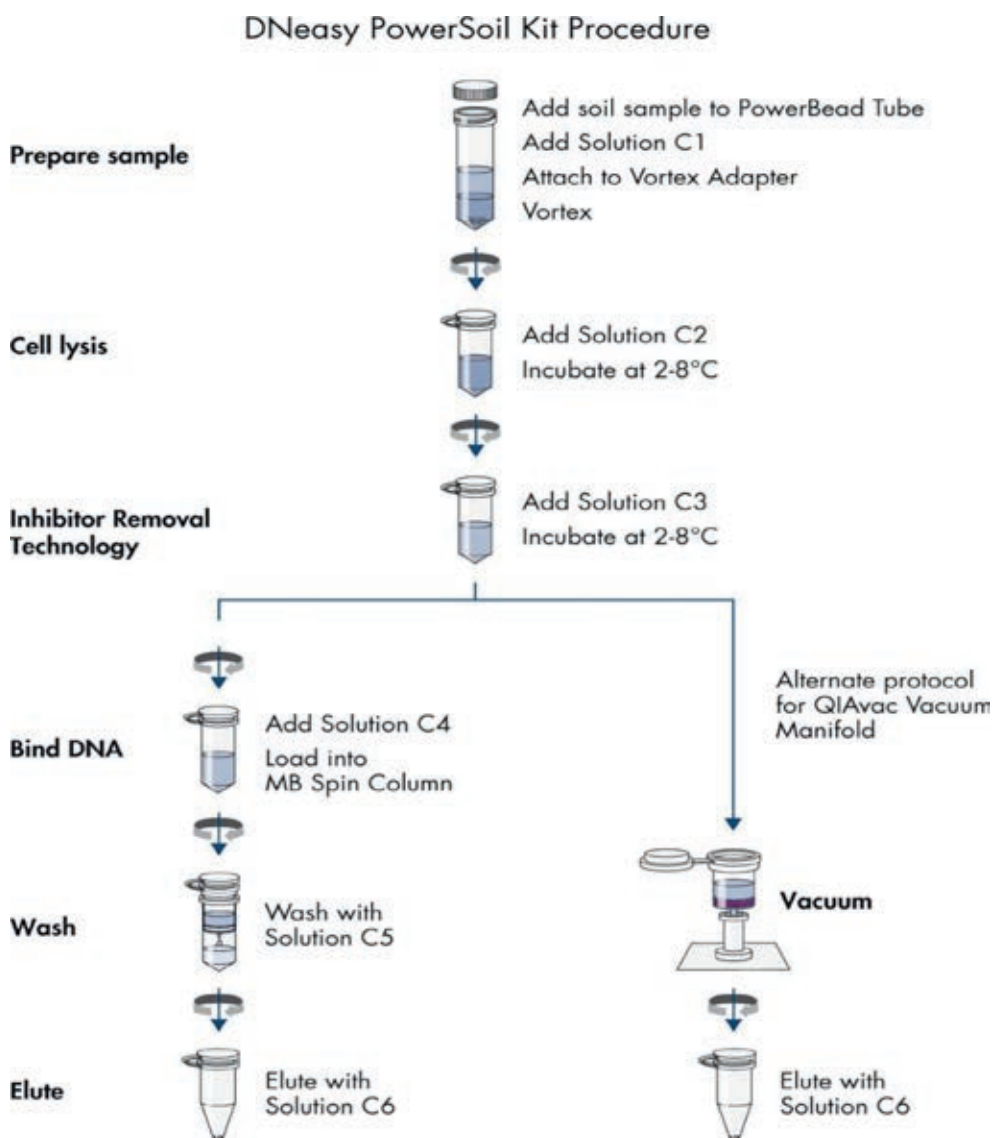 DNeasy PowerSoil Kit Procedure
Prepare sample
Add soil sample to PowerBead Tube
Add Solution C1
Attach to Vortex Adapter
Vortex
Cell lysis
Add Solution C2
Incubate at 2-8°C
Inhibitor Removal
Technology
Add Solution C3
Incubate at 2-8°C
Bind DNA
Add Solution C4
Load into
MB Spin Column
Alternate protocol
for QIAvac Vacuum
Manifold
Wash
Wash with
Solution C5
Vacuum
Elute
Elute with
Solution C6
Elute with
Solution C6